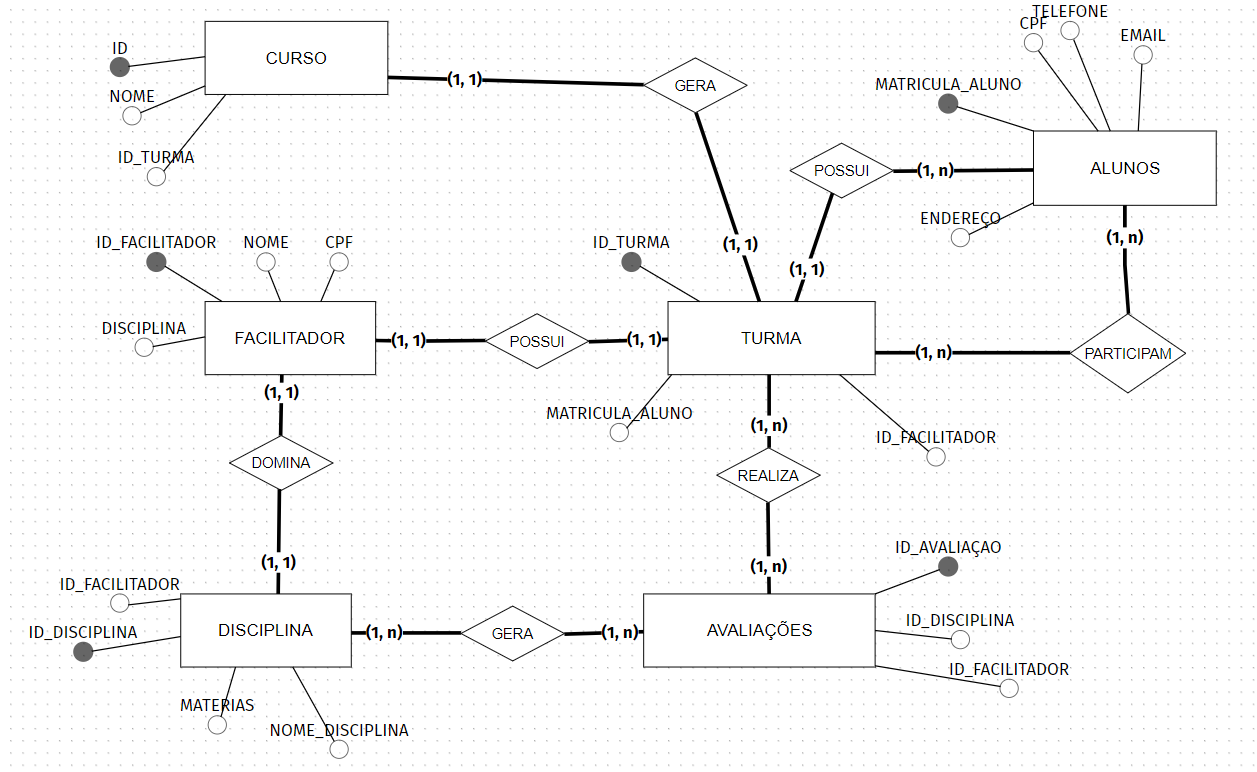 TELEFONE
CPF
EMAIL
ID
CURSO
(1, 1)
GERA
NOME
MATRICULA_ALUNO
ID_TURMA
POSSUI
(1, n)
ALUNOS
ENDEREÇO
ID_FACILITADOR
NOME
CPF
ID_TURMA
(1, 1)
(1, 1)
(1, n)
DISCIPLINA
FACILITADOR
(1, 1)
POSSUI
(1, 1)
TURMA
(1, n)
PARTICIPAM
(1, 1)
MATRICULA_ALUNO
(1, n)
ID_FACILITADOR
DOMINA
REALIZA
(1, 1)
(1, n)
ID_AVALIAÇAO
ID_FACILITADOR
ID_DISCIPLINA
DISCIPLINA
(1, n)
GERA
(1, n)
AVALIAÇÕES
ID_DISCIPLINA
ID_FACILITADOR
MATERIAS
NOME_DISCIPLINA